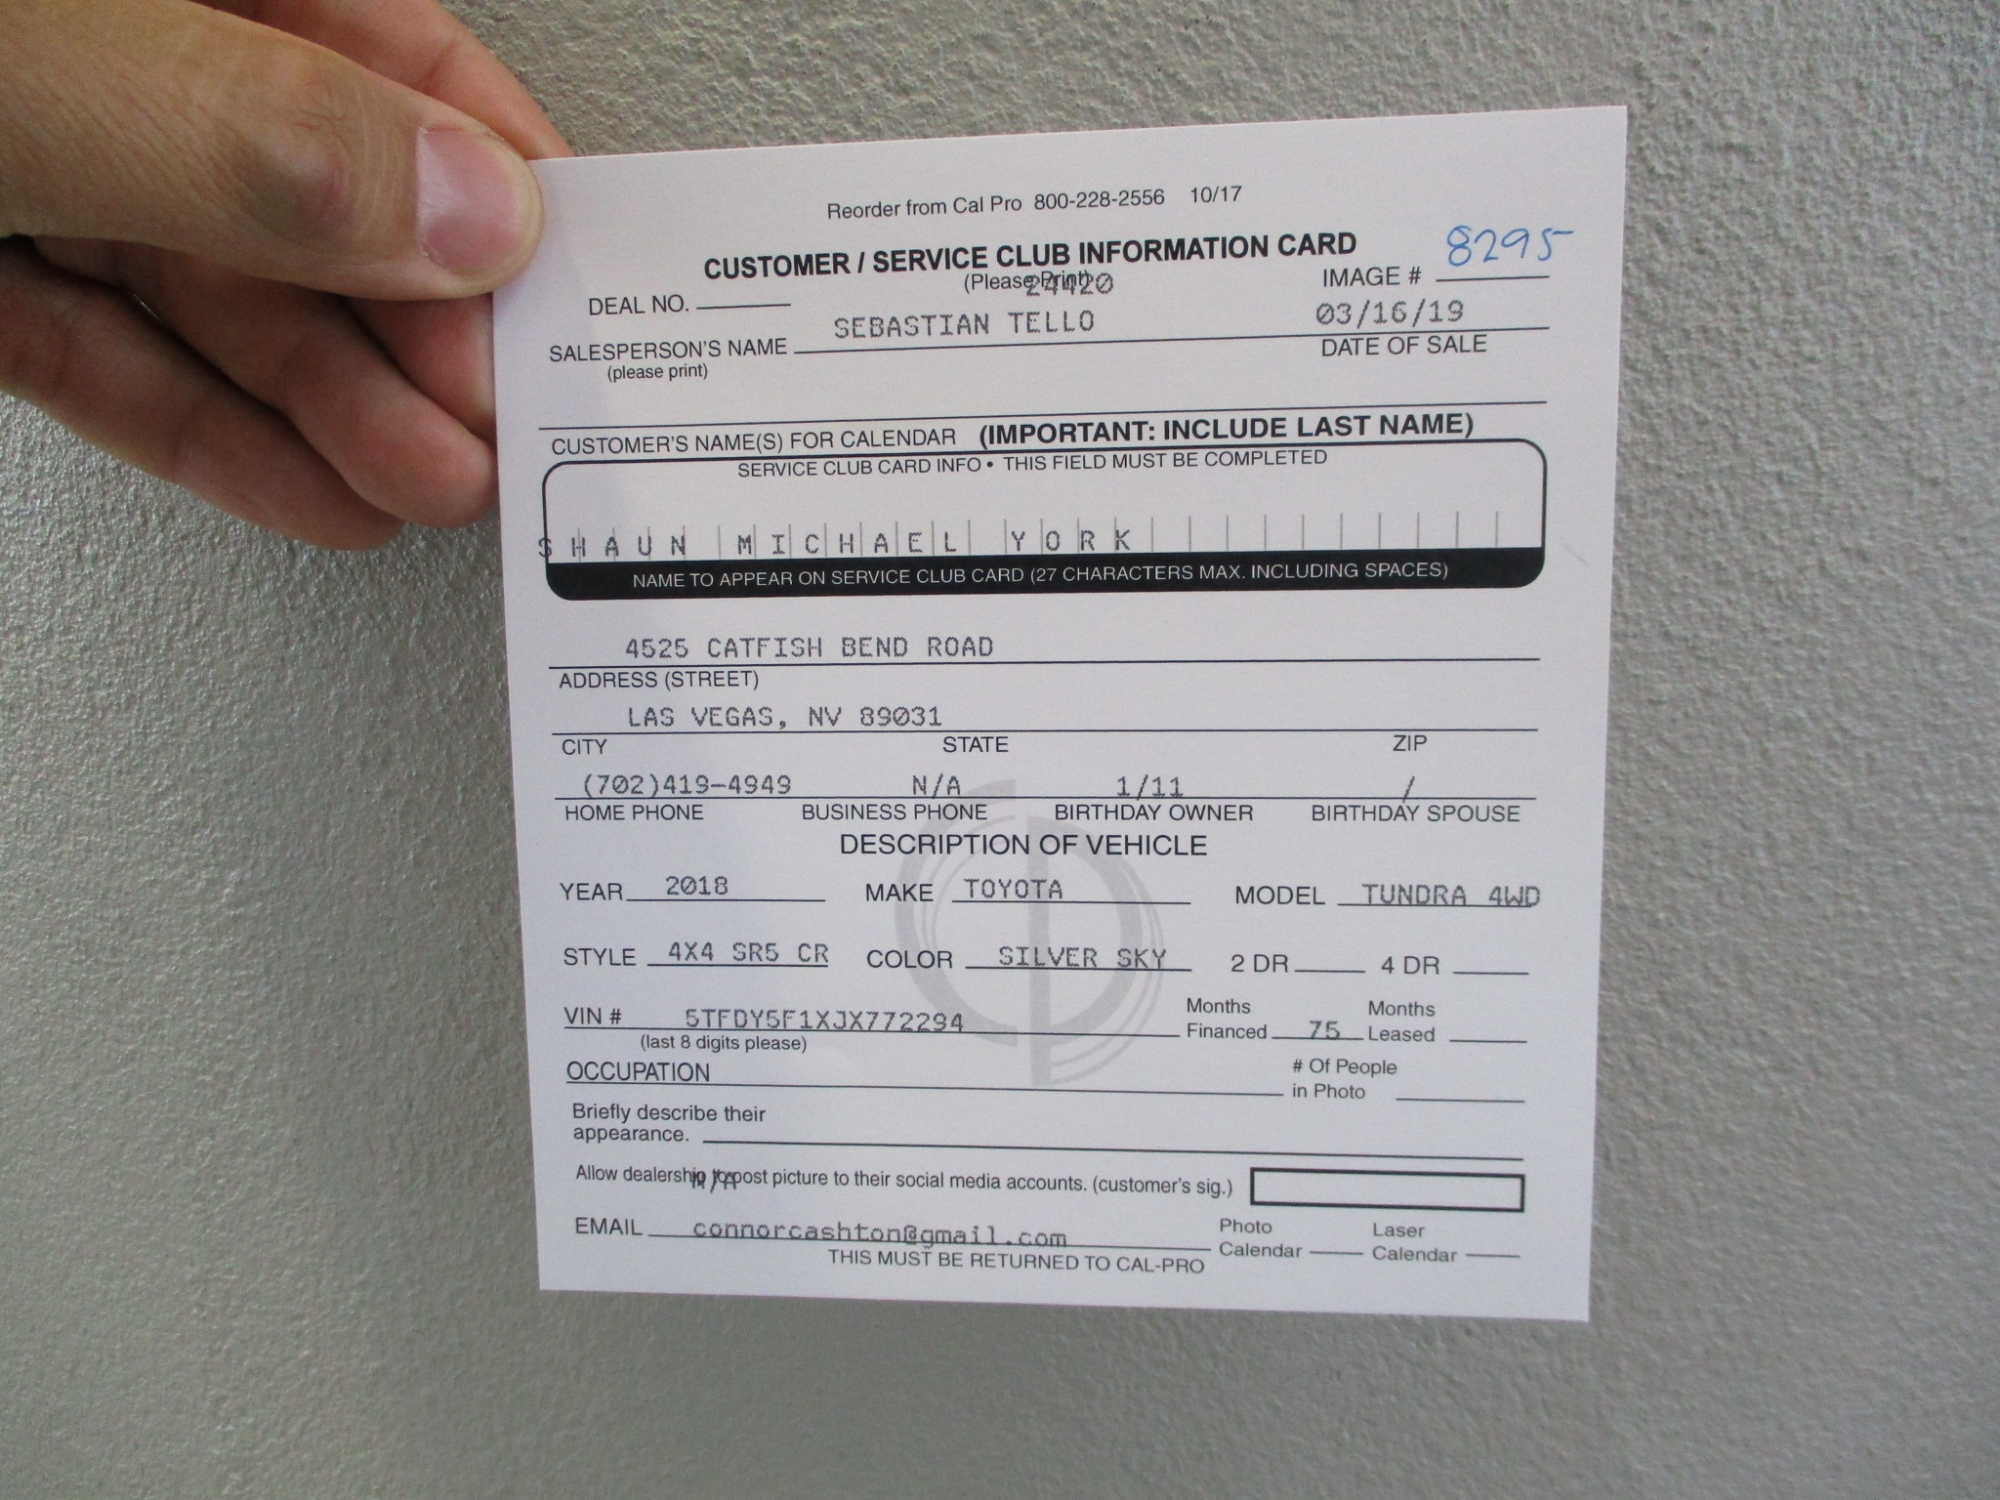 Reorder from Cal Pro 800-228-2556 10/17
CUSTOMER / SERVICE CLUB INFORMATION CARD
8295
(Please Print) 24420
IMAGE #
DEAL NO.
SEBASTIAN TELLO 03/16/19
SALESPERSON'S NAME DATE OF SALE
(please print)
CUSTOMER'S NAME(S) FOR CALENDAR (IMPORTANT: INCLUDE LAST NAME)
SERVICE CLUB CARD INFO • THIS FIELD MUST BE COMPLETED
SHAUN MICHAEL YORK
NAME TO APPEAR ON SERVICE CLUB CARD (27 CHARACTERS MAX. INCLUDING SPACES)
4525 CATFISH BEND ROAD
ADDRESS (STREET)
LAS VEGAS, NV 89031
CITY STATE ZIP
(702)419-4949 N/A 1/11 /
HOME PHONE BUSINESS PHONE BIRTHDAY OWNER BIRTHDAY SPOUSE
DESCRIPTION OF VEHICLE
YEAR 2018 MAKE TOYOTA MODEL TUNDRA 4WD
STYLE 4X4 SR5 CR COLOR SILVER SKY 2 DR 4 DR
VIN # 5TFDY5F1XJX772294 Months Financed 75 Months Leased
(last 8 digits please)
OCCUPATION # Of People in Photo
Briefly describe their
appearance.
N/A
Allow dealership to post picture to their social media accounts. (customer's sig.)
EMAIL connorcashton@gmail.com Photo Calendar Laser Calendar
THIS MUST BE RETURNED TO CAL-PRO